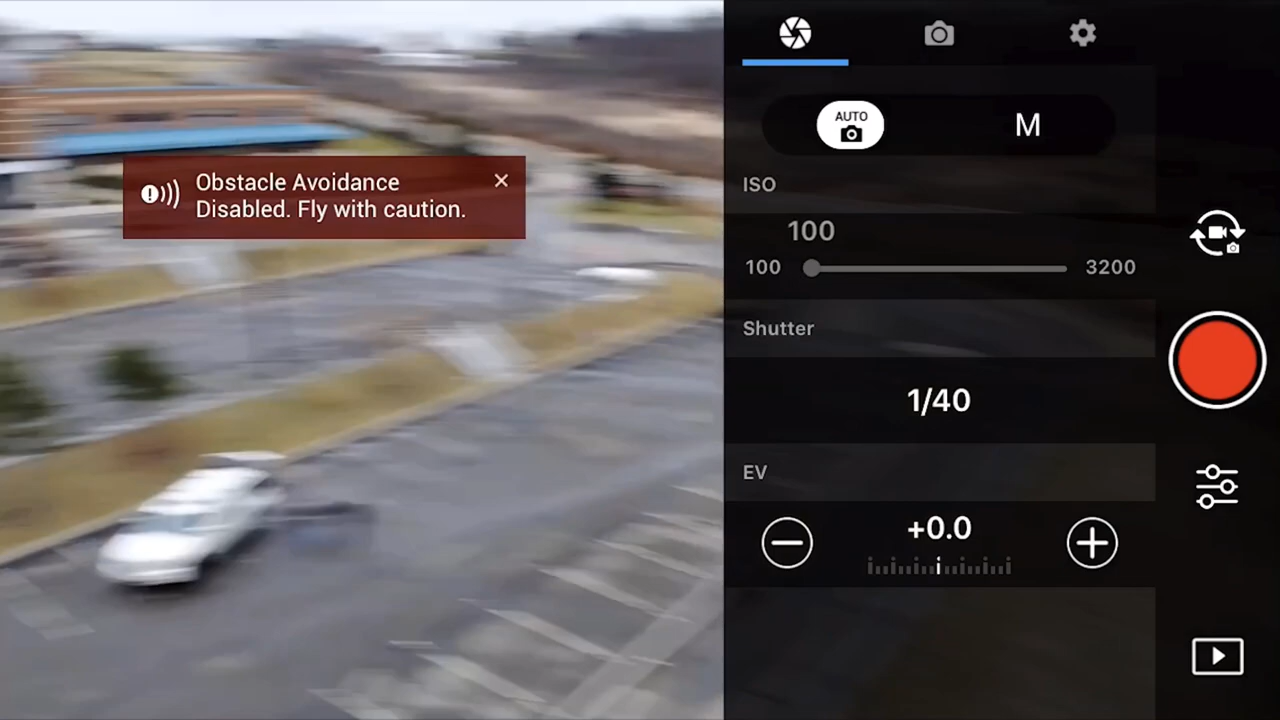 Obstacle Avoidance
Disabled. Fly with caution.
AUTO
M
ISO
100
100
3200
Shutter
1/40
EV
+0.0